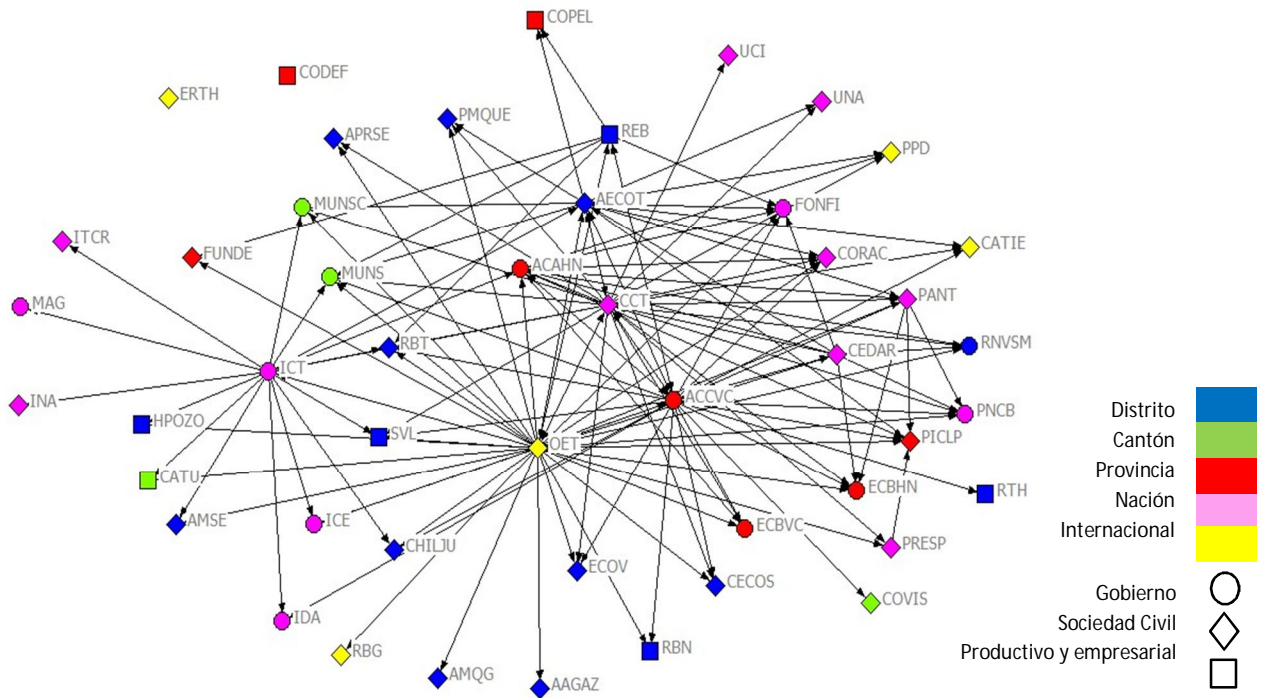 COPEL
UCI
CODEF
ERTH
UNA
PMQUE
REB
APRSE
PPD
AECOT
MUNSC
FONFI
ITCR
CATIE
FUNDE
CORAC
ACAHN
MUNS
PANT
MAG
CCT
RBT
RNVSM
CEDAR
ICT
ACCVC
INA
PNCB
HPOZO
SVL
PICLP
OET
CATU
ECBHN
RTH
AMSE
ICE
ECBVC
CHILJU
PRESP
ECOV
CECOS
COVIS
IDA
RBG
RBN
AMQG
AAGAZ
Distrito
Cantón
Provincia
Nación
Internacional
Gobierno
Sociedad Civil
Productivo y empresarial